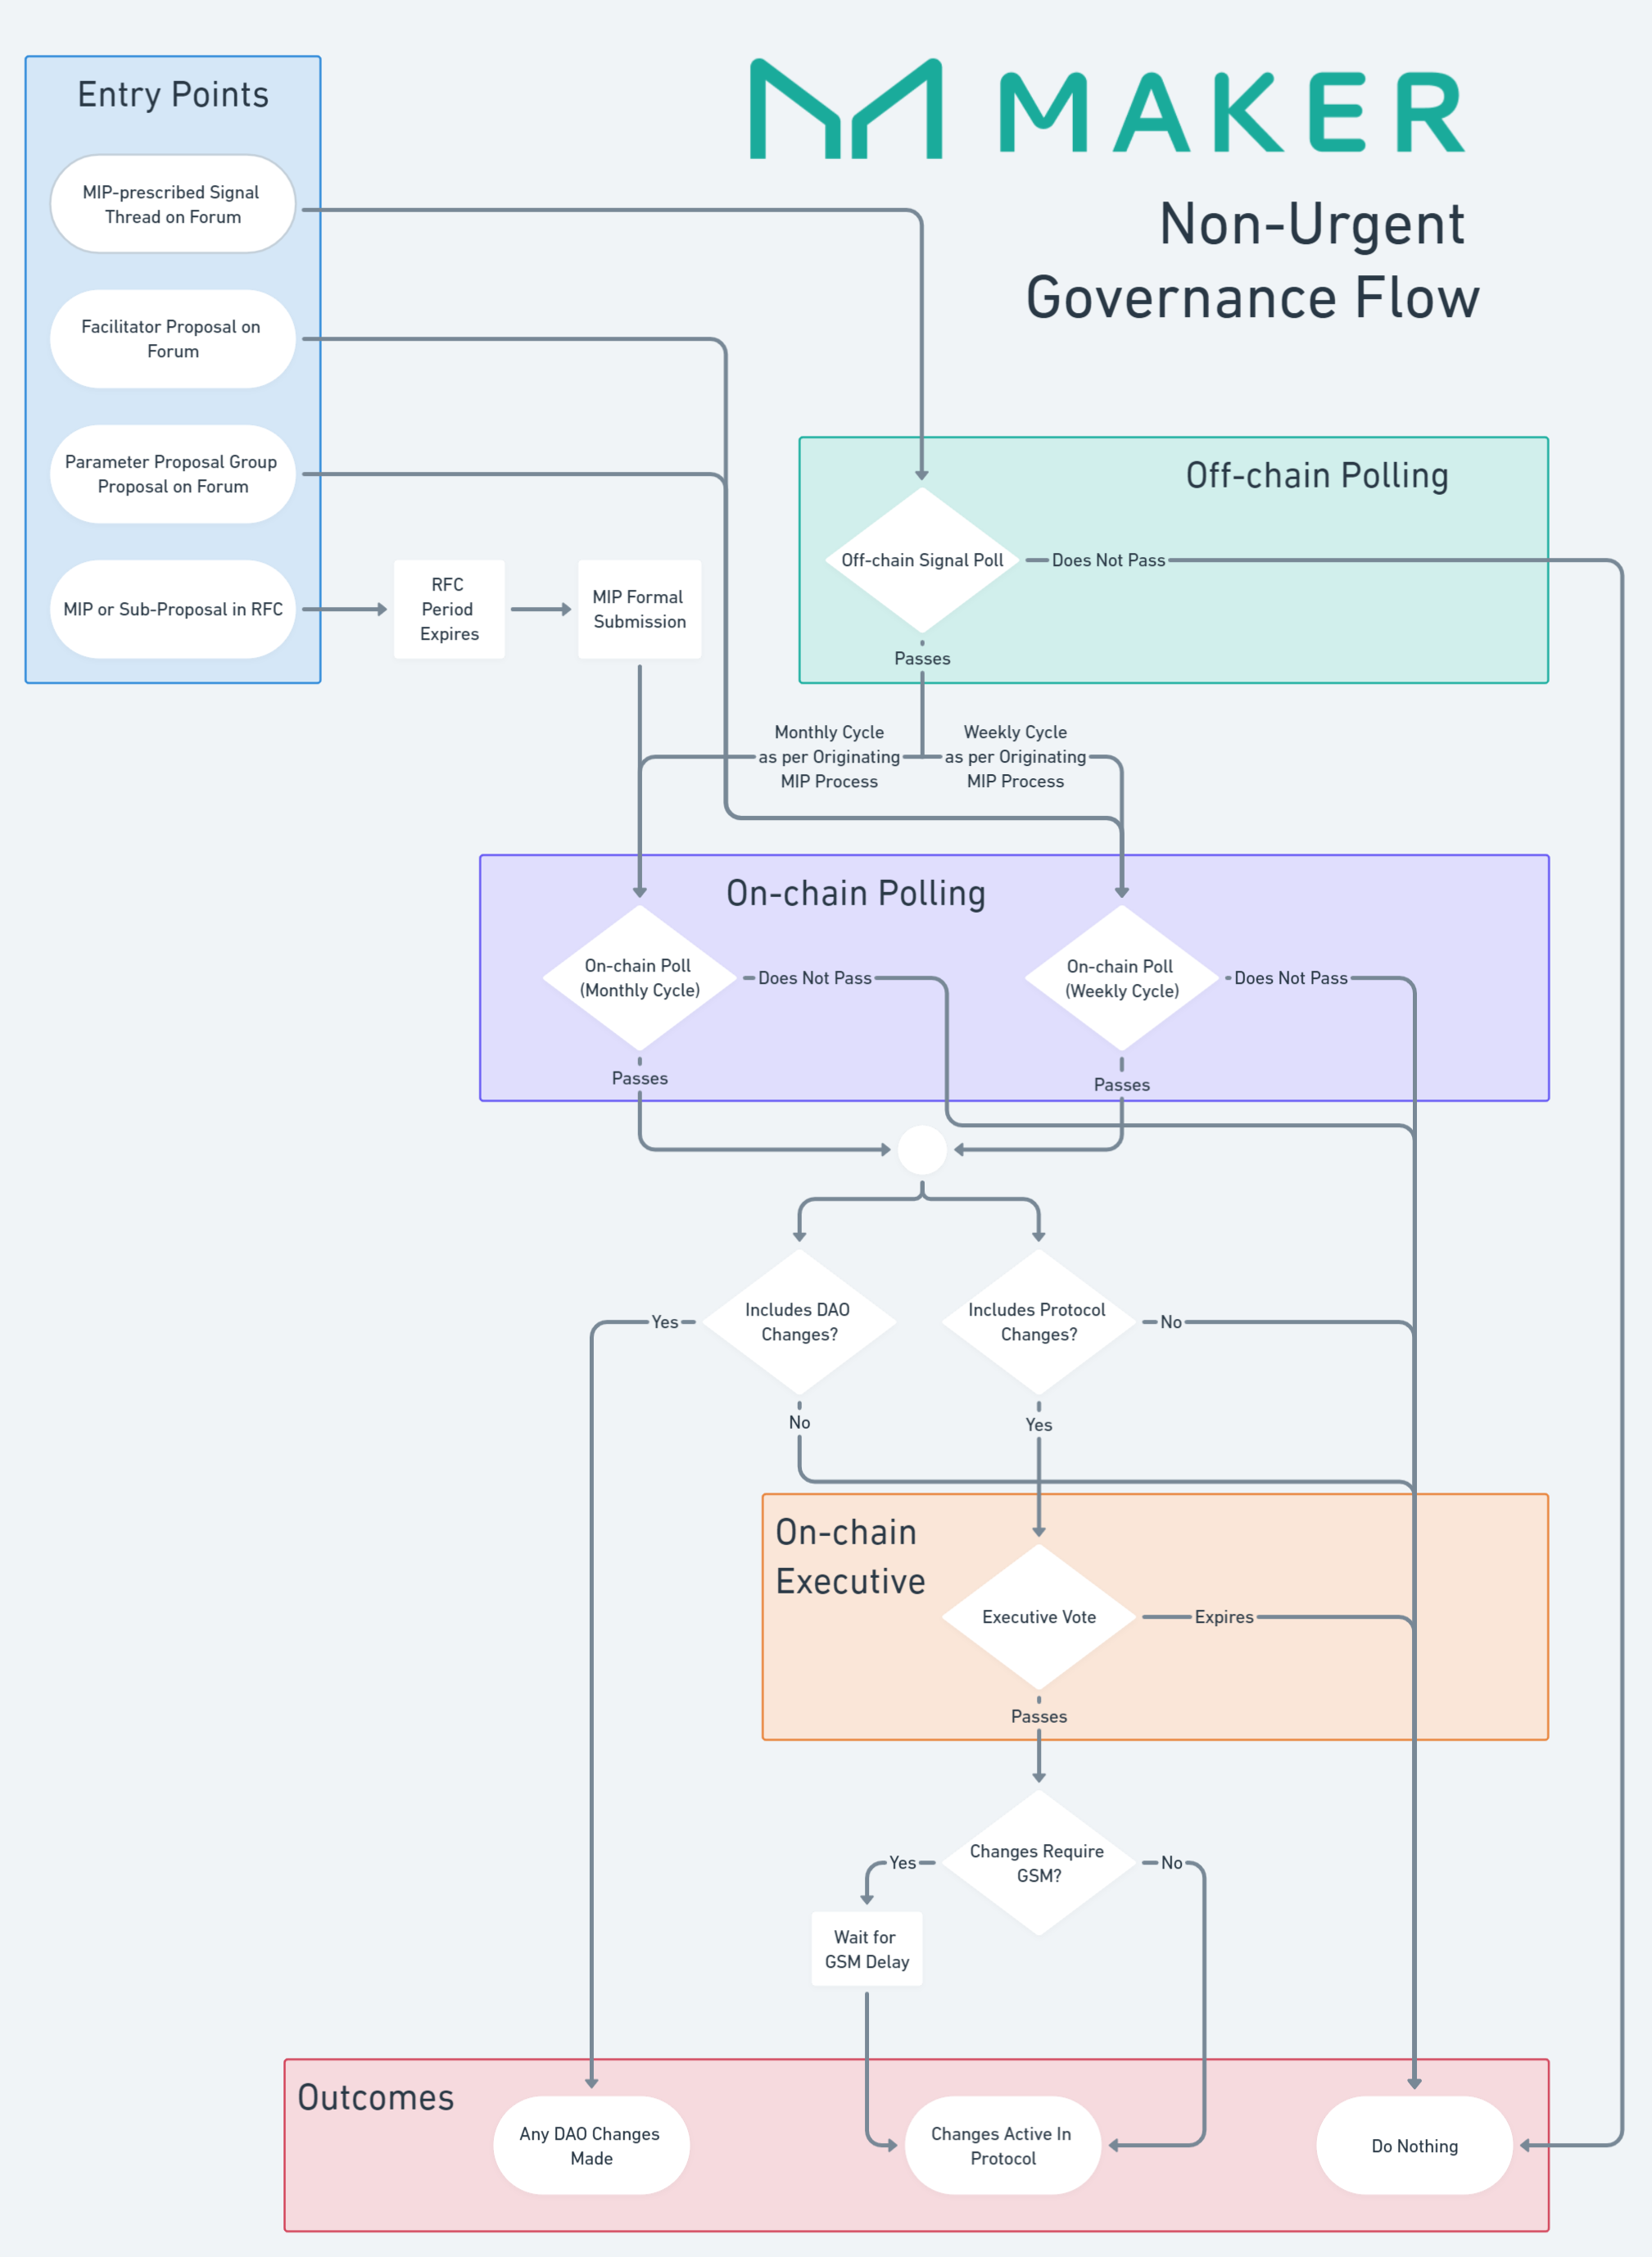 MAKER
Non-Urgent
Governance Flow
Entry Points
MIP-prescribed Signal
Thread on Forum
Facilitator Proposal on
Forum
Parameter Proposal Group
Proposal on Forum
MIP or Sub-Proposal in RFC
RFC
Period
Expires
MIP Formal
Submission
Off-chain Polling
Off-chain Signal Poll
Does Not Pass
Passes
Monthly Cycle
as per Originating
MIP Process
Weekly Cycle
as per Originating
MIP Process
On-chain Polling
On-chain Poll
(Monthly Cycle)
Does Not Pass
On-chain Poll
(Weekly Cycle)
Does Not Pass
Passes
Passes
Includes DAO
Changes?
Yes
No
Includes Protocol
Changes?
No
Yes
On-chain
Executive
Executive Vote
Expires
Passes
Changes Require
GSM?
Yes
No
Wait for
GSM Delay
Outcomes
Any DAO Changes
Made
Changes Active In
Protocol
Do Nothing